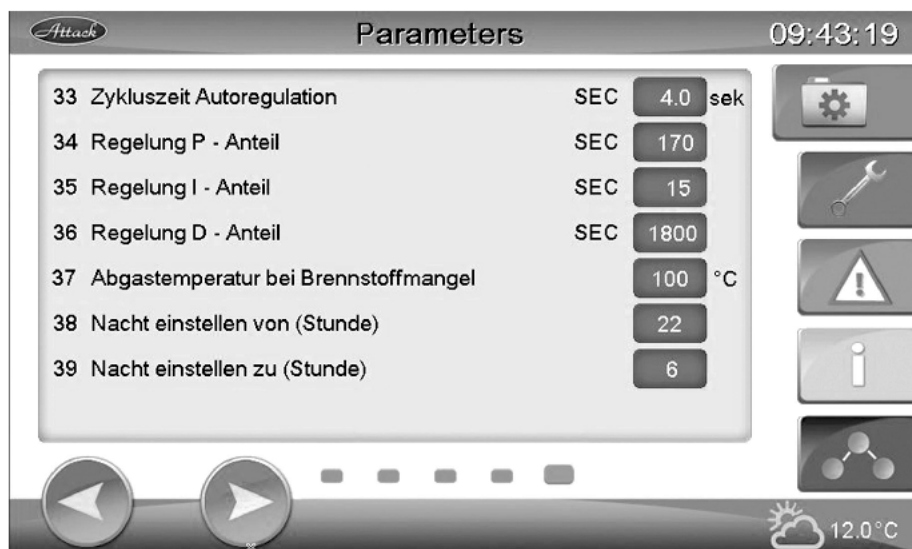 Attack Parameters 09:43:19
33 Zykluszeit Autoregulation SEC 4.0 sek
34 Regelung P - Anteil SEC 170
35 Regelung I - Anteil SEC 15
36 Regelung D - Anteil SEC 1800
37 Abgastemperatur bei Brennstoffmangel 100 °C
38 Nacht einstellen von (Stunde) 22
39 Nacht einstellen zu (Stunde) 6
12.0°C